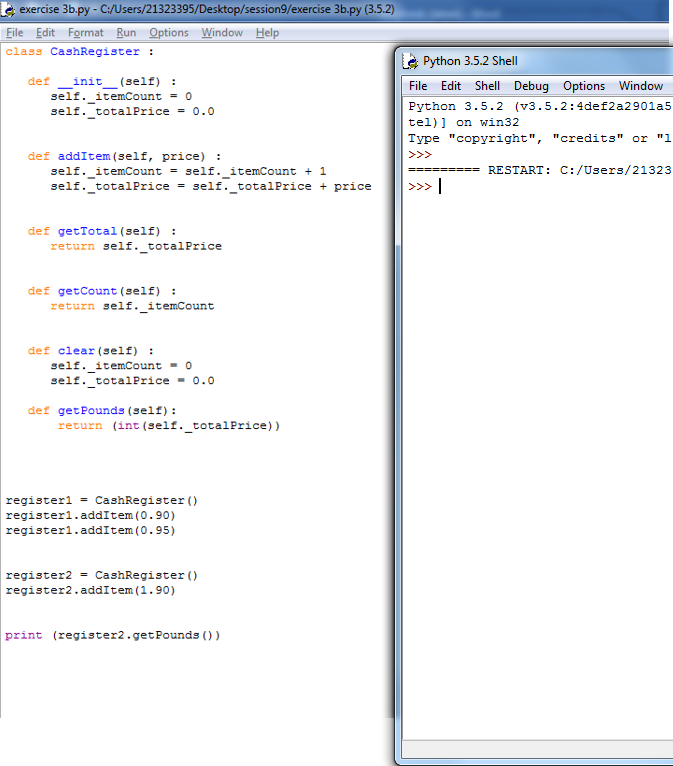 exercise 3b.py - C:/Users/21323395/Desktop/session9/exercise 3b.py (3.5.2)
File Edit Format Run Options Window Help
class CashRegister :
def __init__(self) :
self._itemCount = 0
self._totalPrice = 0.0
def addItem(self, price) :
self._itemCount = self._itemCount + 1
self._totalPrice = self._totalPrice + price
def getTotal(self) :
return self._totalPrice
def getCount(self) :
return self._itemCount
def clear(self) :
self._itemCount = 0
self._totalPrice = 0.0
def getPounds(self):
return (int(self._totalPrice))
register1 = CashRegister()
register1.addItem(0.90)
register1.addItem(0.95)
register2 = CashRegister()
register2.addItem(1.90)
print (register2.getPounds())
Python 3.5.2 Shell
File Edit Shell Debug Options Window
Python 3.5.2 (v3.5.2:4def2a2901a5
tel)] on win32
Type "copyright", "credits" or "l
>>>
========= RESTART: C:/Users/21323
>>>